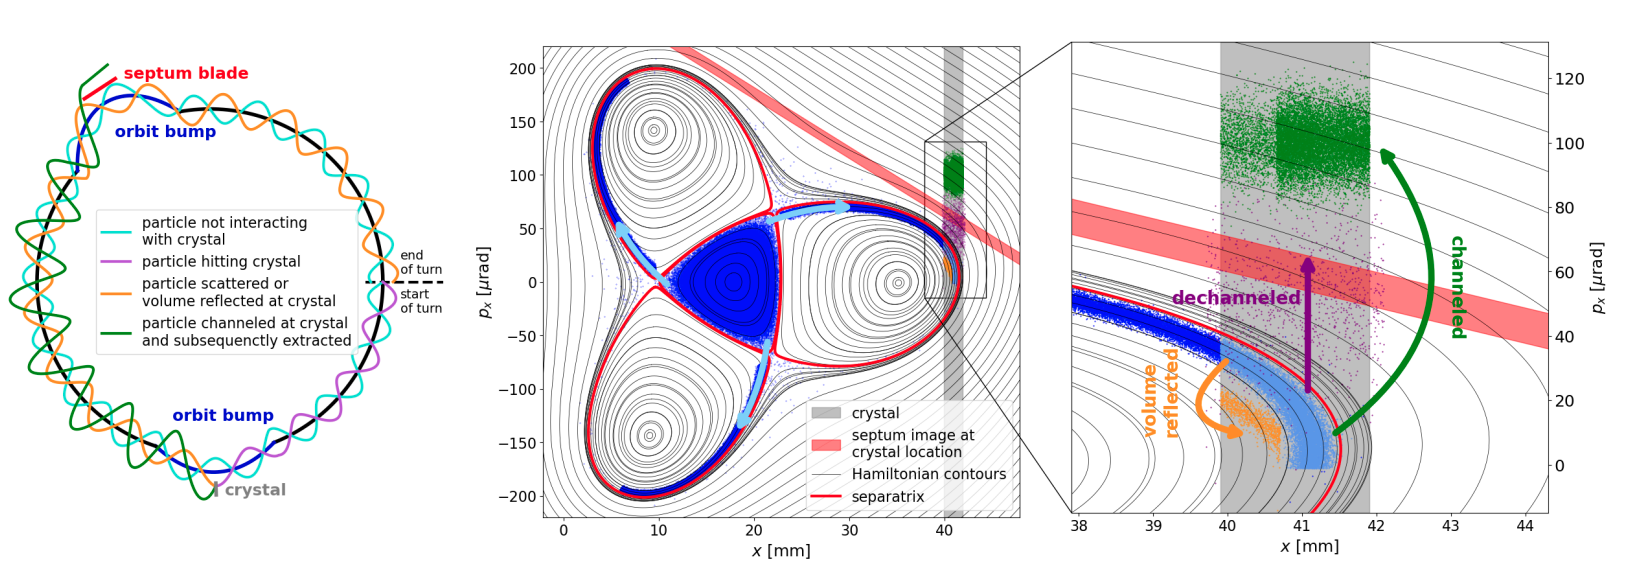 septum blade
orbit bump
particle not interacting
with crystal
particle hitting crystal
particle scattered or
volume reflected at crystal
particle channeled at crystal
and subsequenctly extracted
end
of turn
start
of turn
orbit bump
crystal
200
150
100
50
0
−50
−100
−150
−200
pₓ [μrad]
0
10
20
30
40
x [mm]
crystal
septum image at
crystal location
Hamiltonian contours
separatrix
dechanneled
channeled
volume
reflected
120
100
80
60
40
20
0
pₓ [μrad]
38
39
40
41
42
43
44
x [mm]